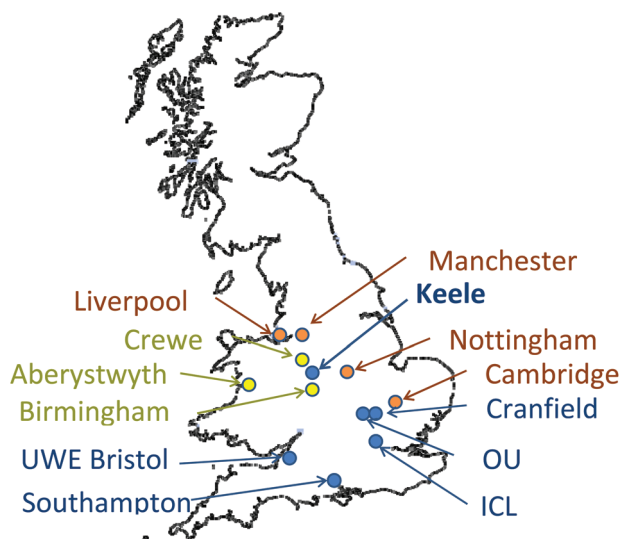 Manchester
Keele
Liverpool
Crewe
Nottingham
Aberystwyth
Cambridge
Birmingham
Cranfield
UWE Bristol
OU
Southampton
ICL